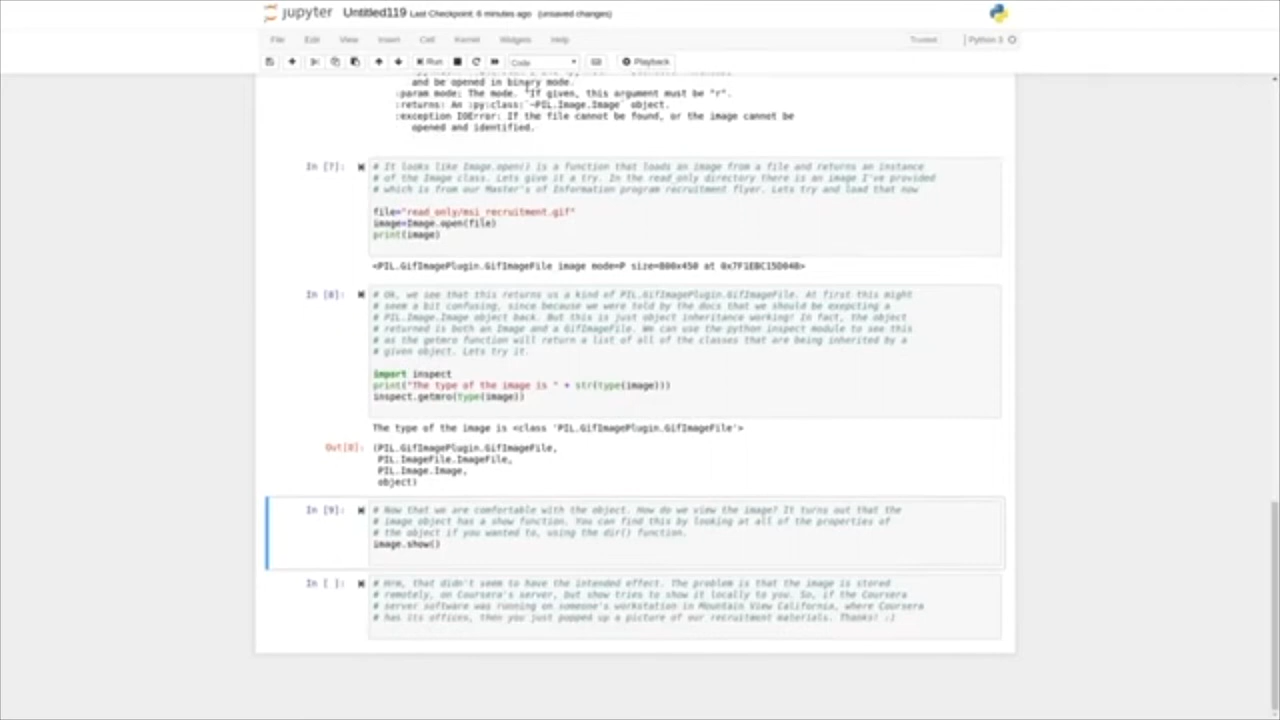 jupyter Untitled119 Last Checkpoint: 6 minutes ago (unsaved changes)
File Edit View Insert Cell Kernel Widgets Help Trusted Python 3
Run Code Playback
and be opened in binary mode.
:param mode: The mode. If given, this argument must be "r".
:returns: An :py:class:`~PIL.Image.Image` object.
:exception IOError: If the file cannot be found, or the image cannot be
opened and identified.
In [7]: # It looks like Image.open() is a function that loads an image from a file and returns an instance
# of the Image class. Lets give it a try. In the read_only directory there is an image I've provided
# which is from our Master's of Information program recruitment flyer. Lets try and load that now
file="read_only/msi_recruitment.gif"
image=Image.open(file)
print(image)
<PIL.GifImagePlugin.GifImageFile image mode=P size=800x450 at 0x7F1EBC15D040>
In [8]: # Ok, we see that this returns us a kind of PIL.GifImagePlugin.GifImageFile. At first this might
# seem a bit confusing, since because we were told by the docs that we should be exepcting a
# PIL.Image.Image object back. But this is just object inheritance working! In fact, the object
# returned is both an Image and a GifImageFile. We can use the python inspect module to see this
# as the getmro function will return a list of all of the classes that are being inherited by a
# given object. Lets try it.
import inspect
print("The type of the image is " + str(type(image)))
inspect.getmro(type(image))
The type of the image is <class 'PIL.GifImagePlugin.GifImageFile'>
Out[8]: (PIL.GifImagePlugin.GifImageFile,
PIL.ImageFile.ImageFile,
PIL.Image.Image,
object)
In [9]: # Now that we are comfortable with the object. How do we view the image? It turns out that the
# image object has a show function. You can find this by looking at all of the properties of
# the object if you wanted to, using the dir() function.
image.show()
In [ ]: # Hrm, that didn't seem to have the intended effect. The problem is that the image is stored
# remotely, on Coursera's server, but show tries to show it locally to you. So, if the Coursera
# server software was running on someone's workstation in Mountain View California, where Coursera
# has its offices, then you just popped up a picture of our recruitment materials. Thanks! :)